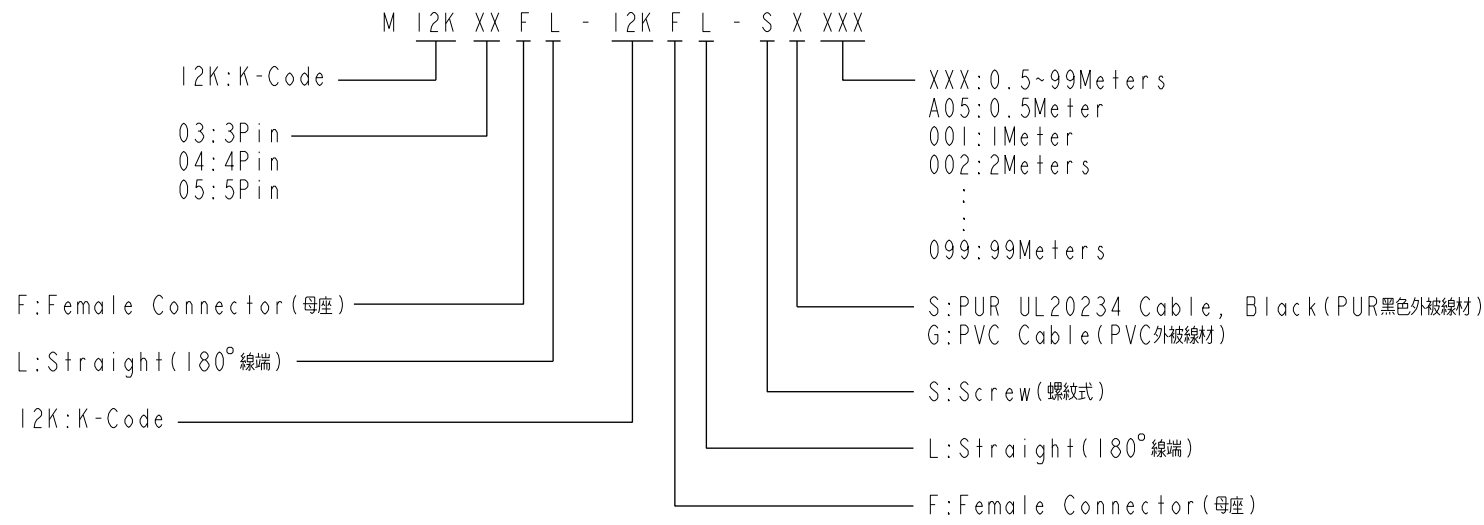 M 12K XX F L - 12K F L - S X XXX
12K:K-Code
03:3Pin
04:4Pin
05:5Pin
F:Female Connector(母座)
L:Straight(180°線端)
12K:K-Code
XXX:0.5~99Meters
A05:0.5Meter
001:1Meter
002:2Meters
:
:
099:99Meters
S:PUR UL20234 Cable, Black(PUR黑色外被線材)
G:PVC Cable(PVC外被線材)
S:Screw(螺紋式)
L:Straight(180°線端)
F:Female Connector(母座)